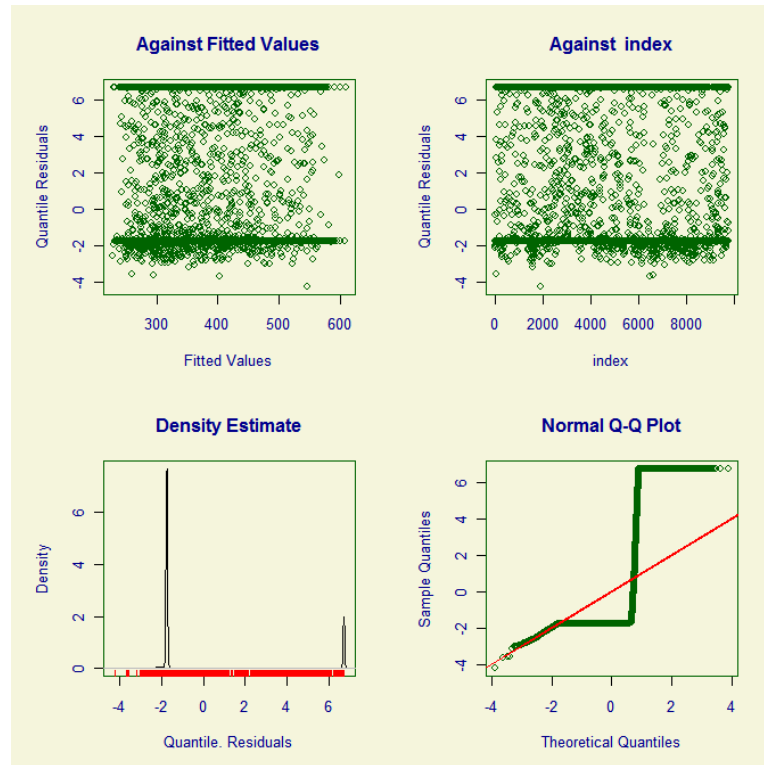 Against Fitted Values
Quantile Residuals
-4 -2 0 2 4 6
300 400 500 600
Fitted Values
Against index
Quantile Residuals
-4 -2 0 2 4 6
0 2000 4000 6000 8000
index
Density Estimate
Density
0 2 4 6
-4 -2 0 2 4 6
Quantile. Residuals
Normal Q-Q Plot
Sample Quantiles
-4 -2 0 2 4 6
-4 -2 0 2 4
Theoretical Quantiles